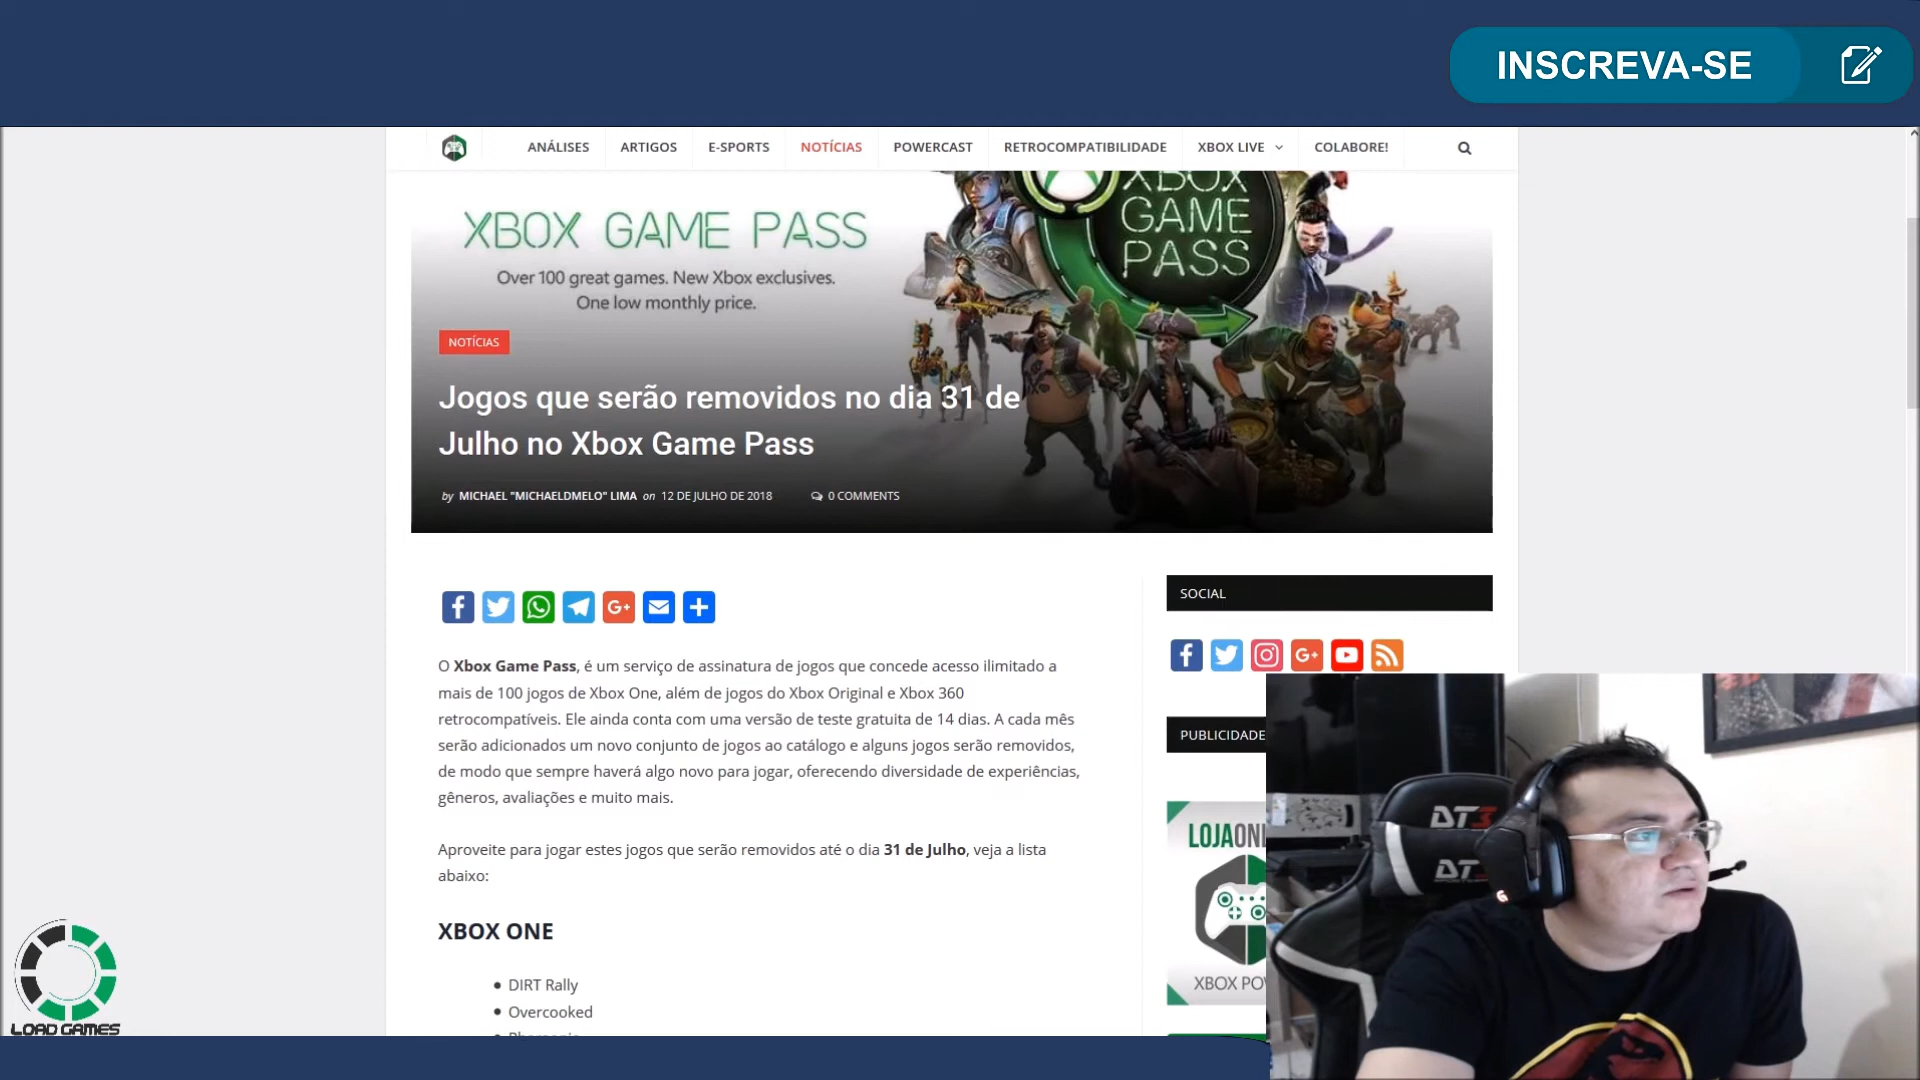 INSCREVA-SE
ANÁLISES ARTIGOS E-SPORTS NOTÍCIAS POWERCAST RETROCOMPATIBILIDADE XBOX LIVE COLABORE!
XBOX GAME PASS
Over 100 great games. New Xbox exclusives.
One low monthly price.
XBOX
GAME
PASS
NOTÍCIAS
Jogos que serão removidos no dia 31 de
Julho no Xbox Game Pass
by MICHAEL "MICHAELDMELO" LIMA on 12 DE JULHO DE 2018 0 COMMENTS
O Xbox Game Pass, é um serviço de assinatura de jogos que concede acesso ilimitado a
mais de 100 jogos de Xbox One, além de jogos do Xbox Original e Xbox 360
retrocompatíveis. Ele ainda conta com uma versão de teste gratuita de 14 dias. A cada mês
serão adicionados um novo conjunto de jogos ao catálogo e alguns jogos serão removidos,
de modo que sempre haverá algo novo para jogar, oferecendo diversidade de experiências,
gêneros, avaliações e muito mais.
Aproveite para jogar estes jogos que serão removidos até o dia 31 de Julho, veja a lista
abaixo:
XBOX ONE
DIRT Rally
Overcooked
SOCIAL
G+
G+
PUBLICIDADE
LOJAONL
XBOX POW
DT3
DT3
LOAD GAMES